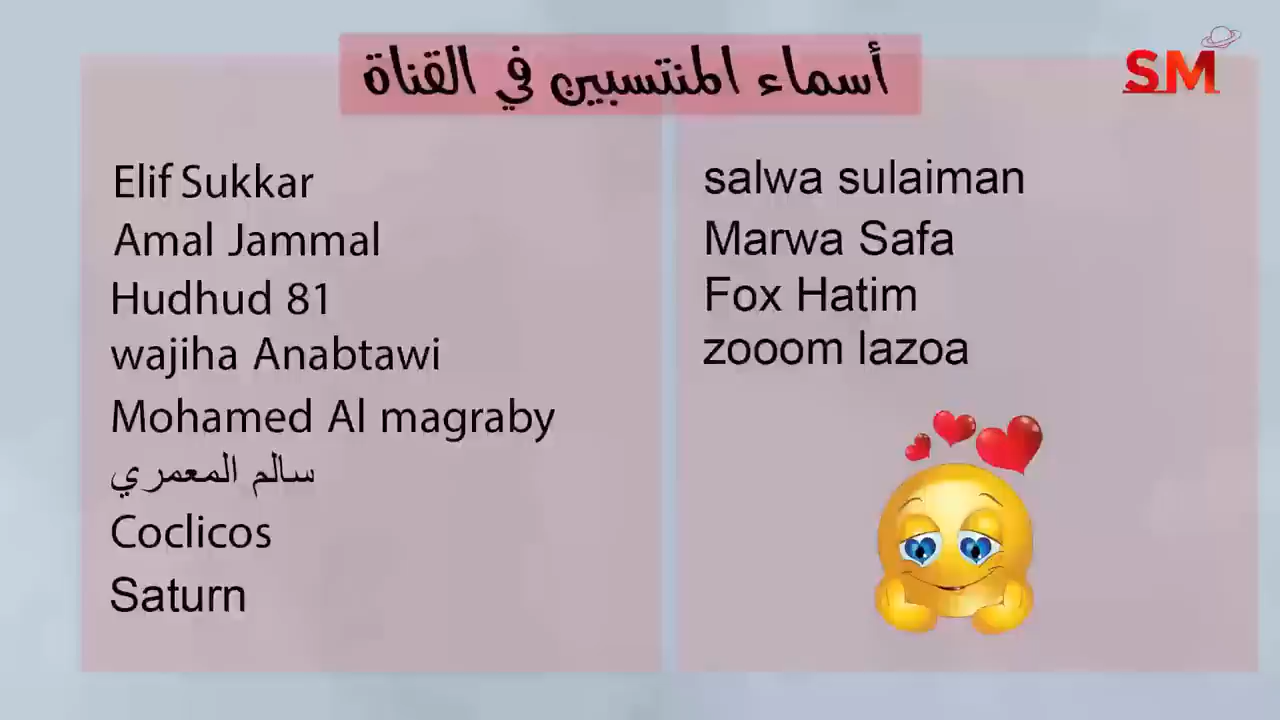 أسماء المنتسبين في القناة
SM
Elif Sukkar
Amal Jammal
Hudhud 81
wajiha Anabtawi
Mohamed Al magraby
سالم المعمري
Coclicos
Saturn
salwa sulaiman
Marwa Safa
Fox Hatim
zooom lazoa